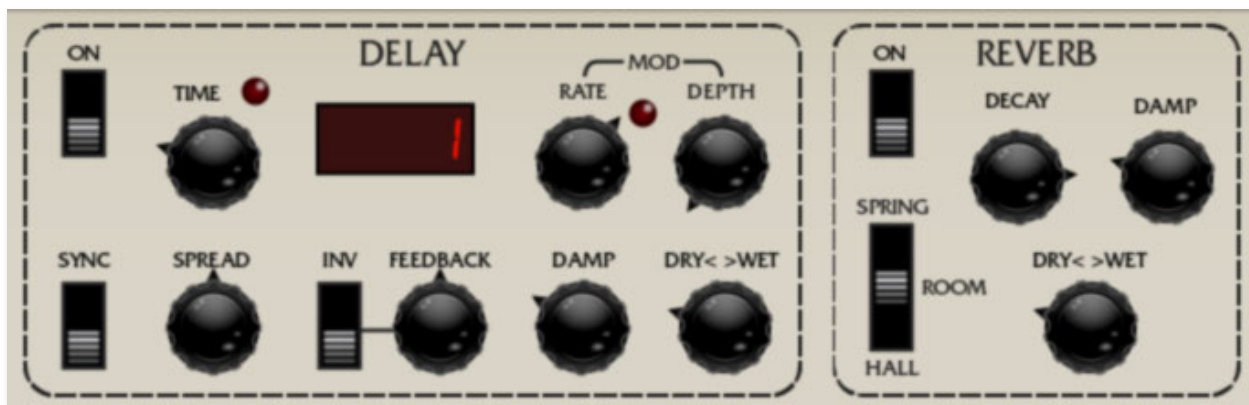 ON DELAY ON REVERB
MOD
TIME RATE DEPTH DECAY DAMP
1
SPRING
SYNC SPREAD INV FEEDBACK DAMP DRY< >WET DRY< >WET
ROOM
HALL